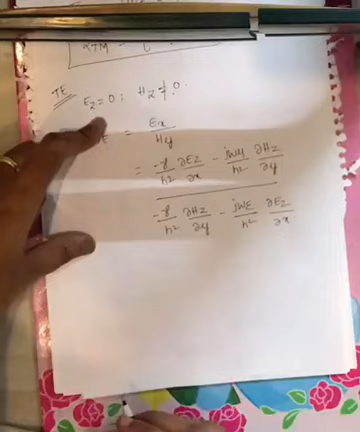 TE
Ez=0 ; Hz≠0.
= Ex/Hy
= -γ/h² ∂Ez/∂x - jωμ/h² ∂Hz/∂y
-γ/h² ∂Hz/∂y - jωε/h² ∂Ez/∂x